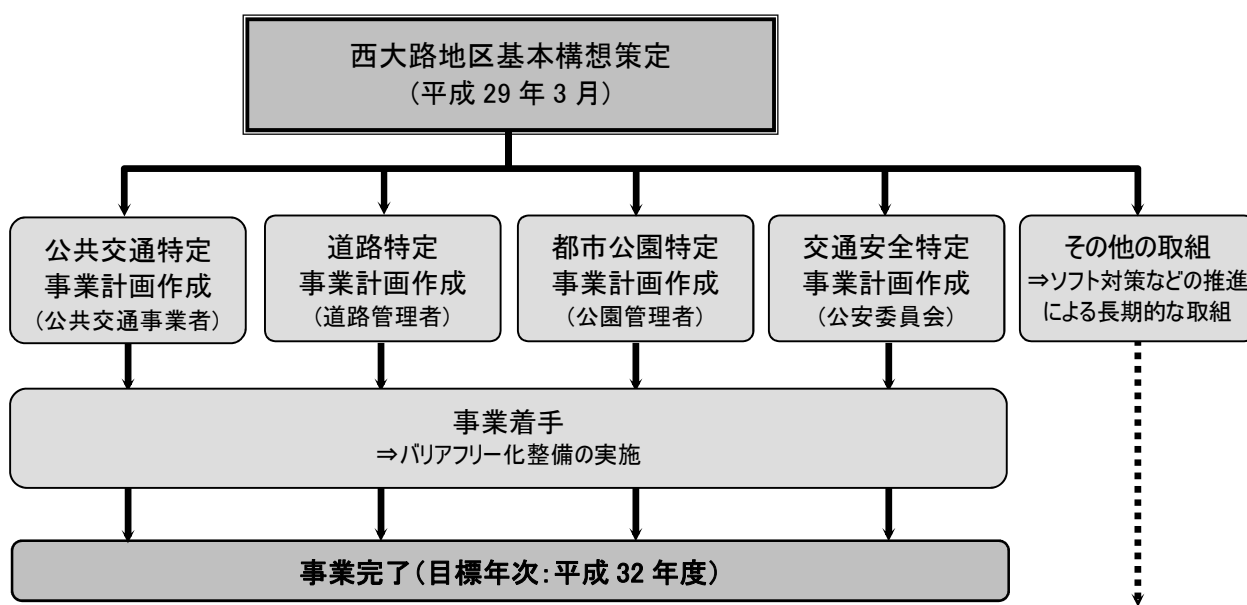 西大路地区基本構想策定
(平成 29 年 3 月)
公共交通特定
事業計画作成
(公共交通事業者)
道路特定
事業計画作成
(道路管理者)
都市公園特定
事業計画作成
(公園管理者)
交通安全特定
事業計画作成
(公安委員会)
その他の取組
⇒ソフト対策などの推進
による長期的な取組
事業着手
⇒バリアフリー化整備の実施
事業完了(目標年次:平成 32 年度)